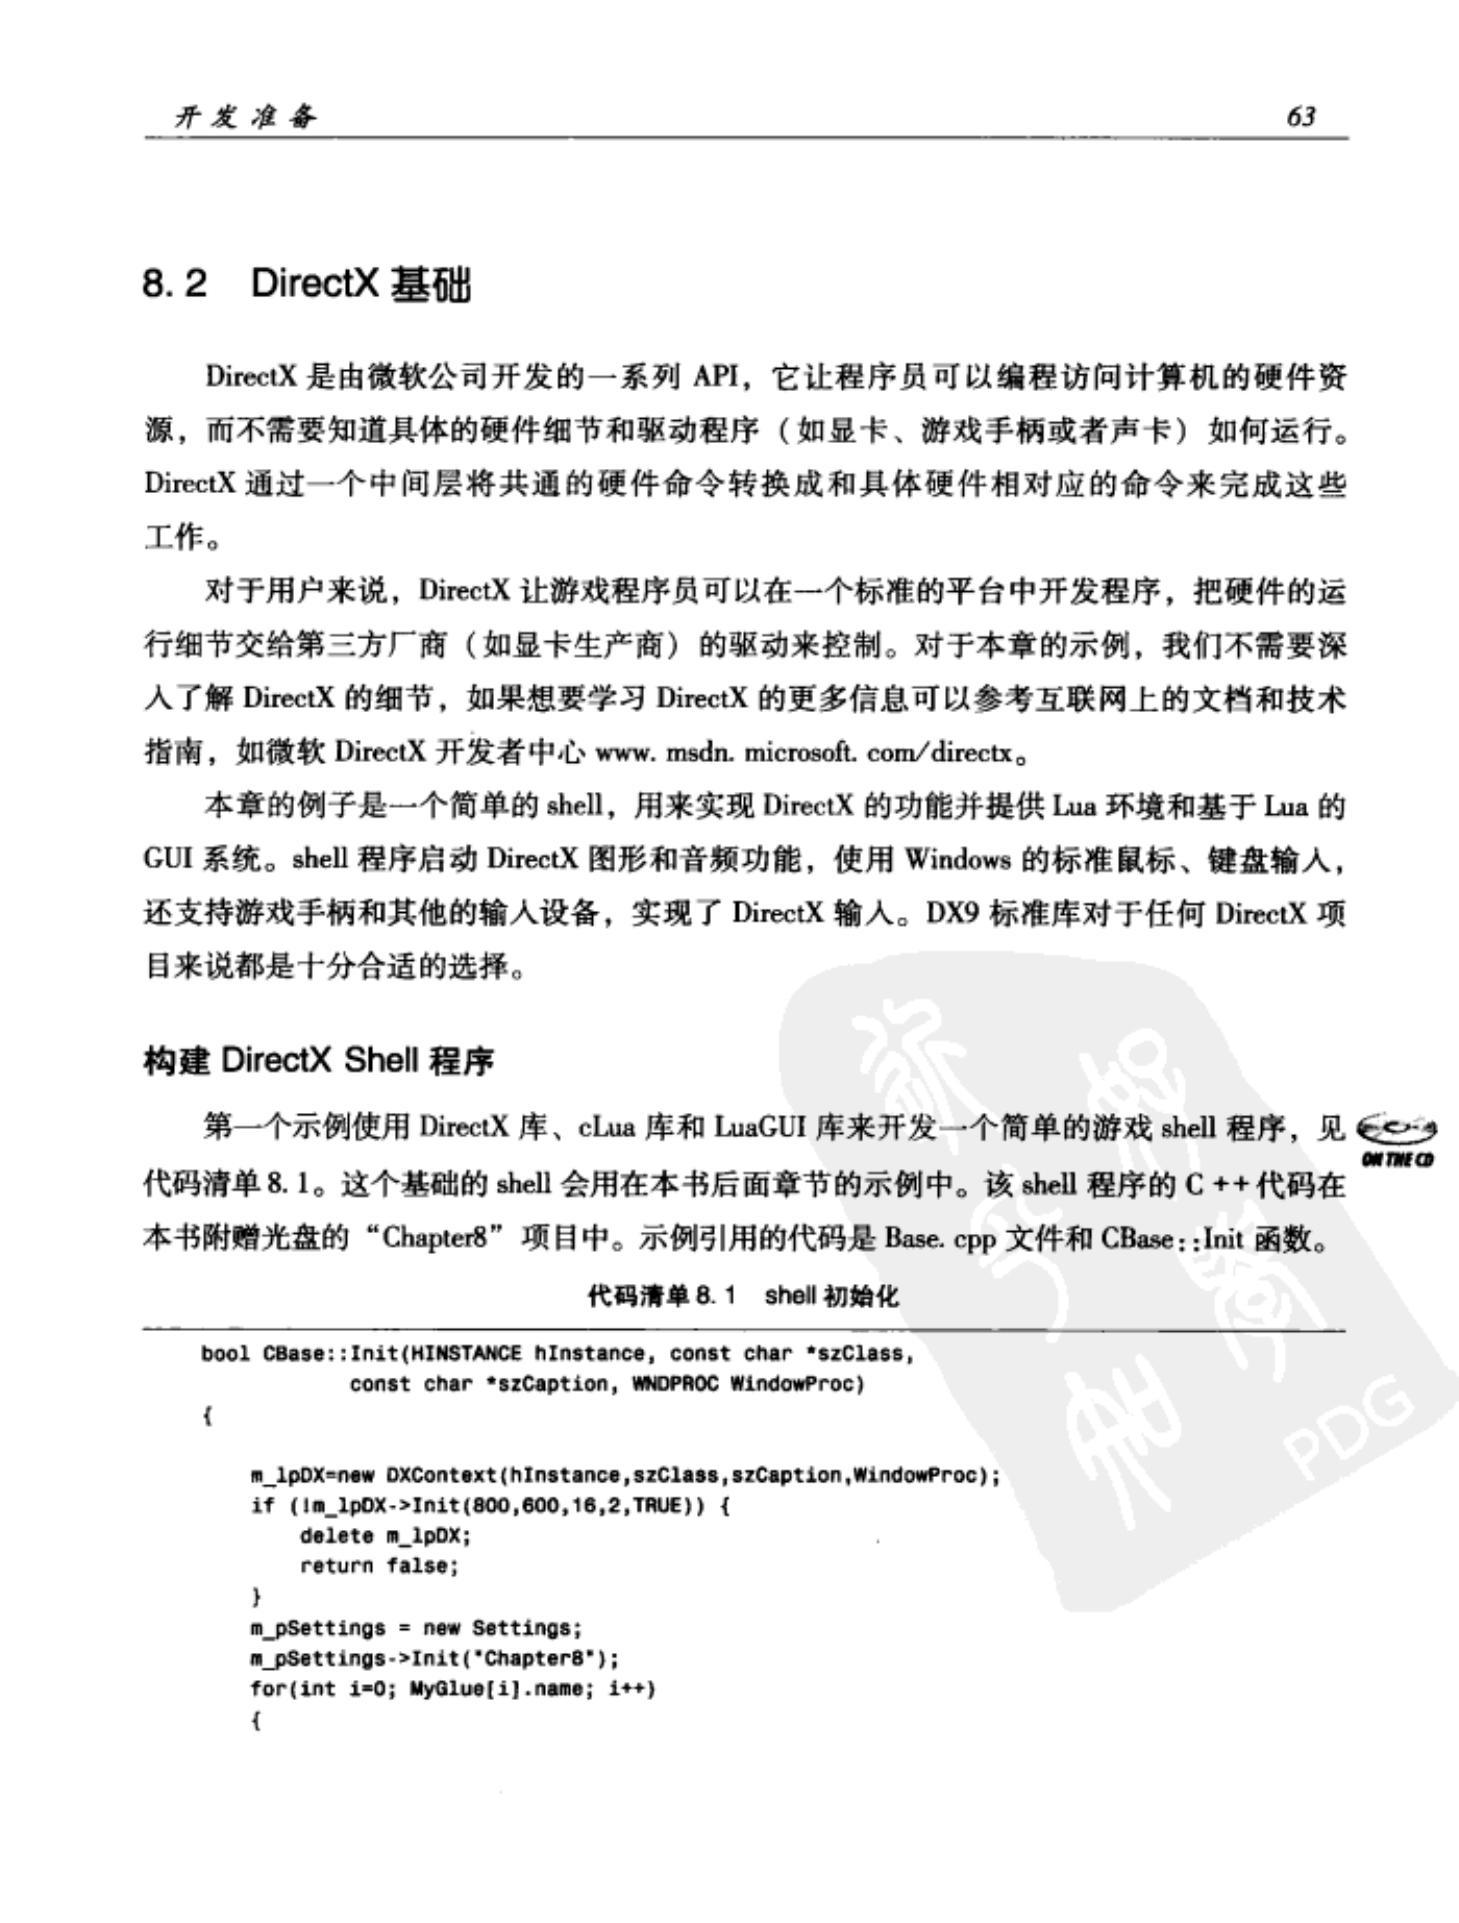 开发准备
63
8. 2 DirectX 基础
DirectX 是由微软公司开发的一系列 API，它让程序员可以编程访问计算机的硬件资
源，而不需要知道具体的硬件细节和驱动程序（如显卡、游戏手柄或者声卡）如何运行。
DirectX 通过一个中间层将共通的硬件命令转换成和具体硬件相对应的命令来完成这些
工作。
对于用户来说，DirectX 让游戏程序员可以在一个标准的平台中开发程序，把硬件的运
行细节交给第三方厂商（如显卡生产商）的驱动来控制。对于本章的示例，我们不需要深
入了解 DirectX 的细节，如果想要学习 DirectX 的更多信息可以参考互联网上的文档和技术
指南，如微软 DirectX 开发者中心 www. msdn. microsoft. com/directx。
本章的例子是一个简单的 shell，用来实现 DirectX 的功能并提供 Lua 环境和基于 Lua 的
GUI 系统。shell 程序启动 DirectX 图形和音频功能，使用 Windows 的标准鼠标、键盘输入，
还支持游戏手柄和其他的输入设备，实现了 DirectX 输入。DX9 标准库对于任何 DirectX 项
目来说都是十分合适的选择。
构建 DirectX Shell 程序
第一个示例使用 DirectX 库、cLua 库和 LuaGUI 库来开发一个简单的游戏 shell 程序，见
ON THE CD
代码清单 8. 1。这个基础的 shell 会用在本书后面章节的示例中。该 shell 程序的 C ++ 代码在
本书附赠光盘的“Chapter8”项目中。示例引用的代码是 Base. cpp 文件和 CBase::Init 函数。
代码清单 8. 1 shell 初始化
bool CBase::Init(HINSTANCE hInstance, const char *szClass,
const char *szCaption, WNDPROC WindowProc)
{
m_lpDX=new DXContext(hInstance,szClass,szCaption,WindowProc);
if (!m_lpDX->Init(800,600,16,2,TRUE)) {
delete m_lpDX;
return false;
}
m_pSettings = new Settings;
m_pSettings->Init("Chapter8");
for(int i=0; MyGlue[i].name; i++)
{
PDG